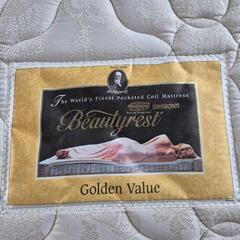 The World's Finest Pocketed Coil Mattress
SIMMONS
Beautyrest
Golden Value